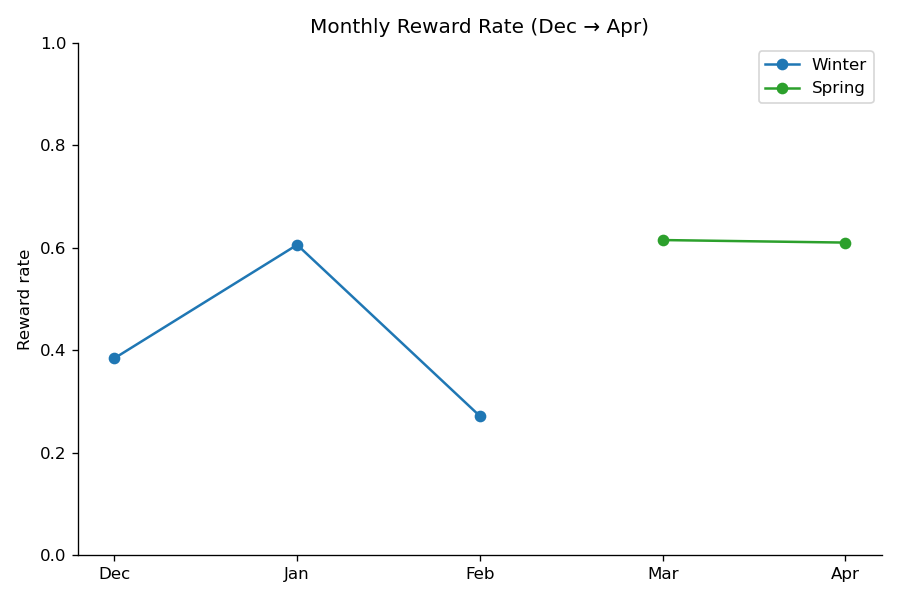 Monthly Reward Rate (Dec → Apr)
1.0
0.8
0.6
0.4
0.2
0.0
Reward rate
Winter
Spring
Dec
Jan
Feb
Mar
Apr